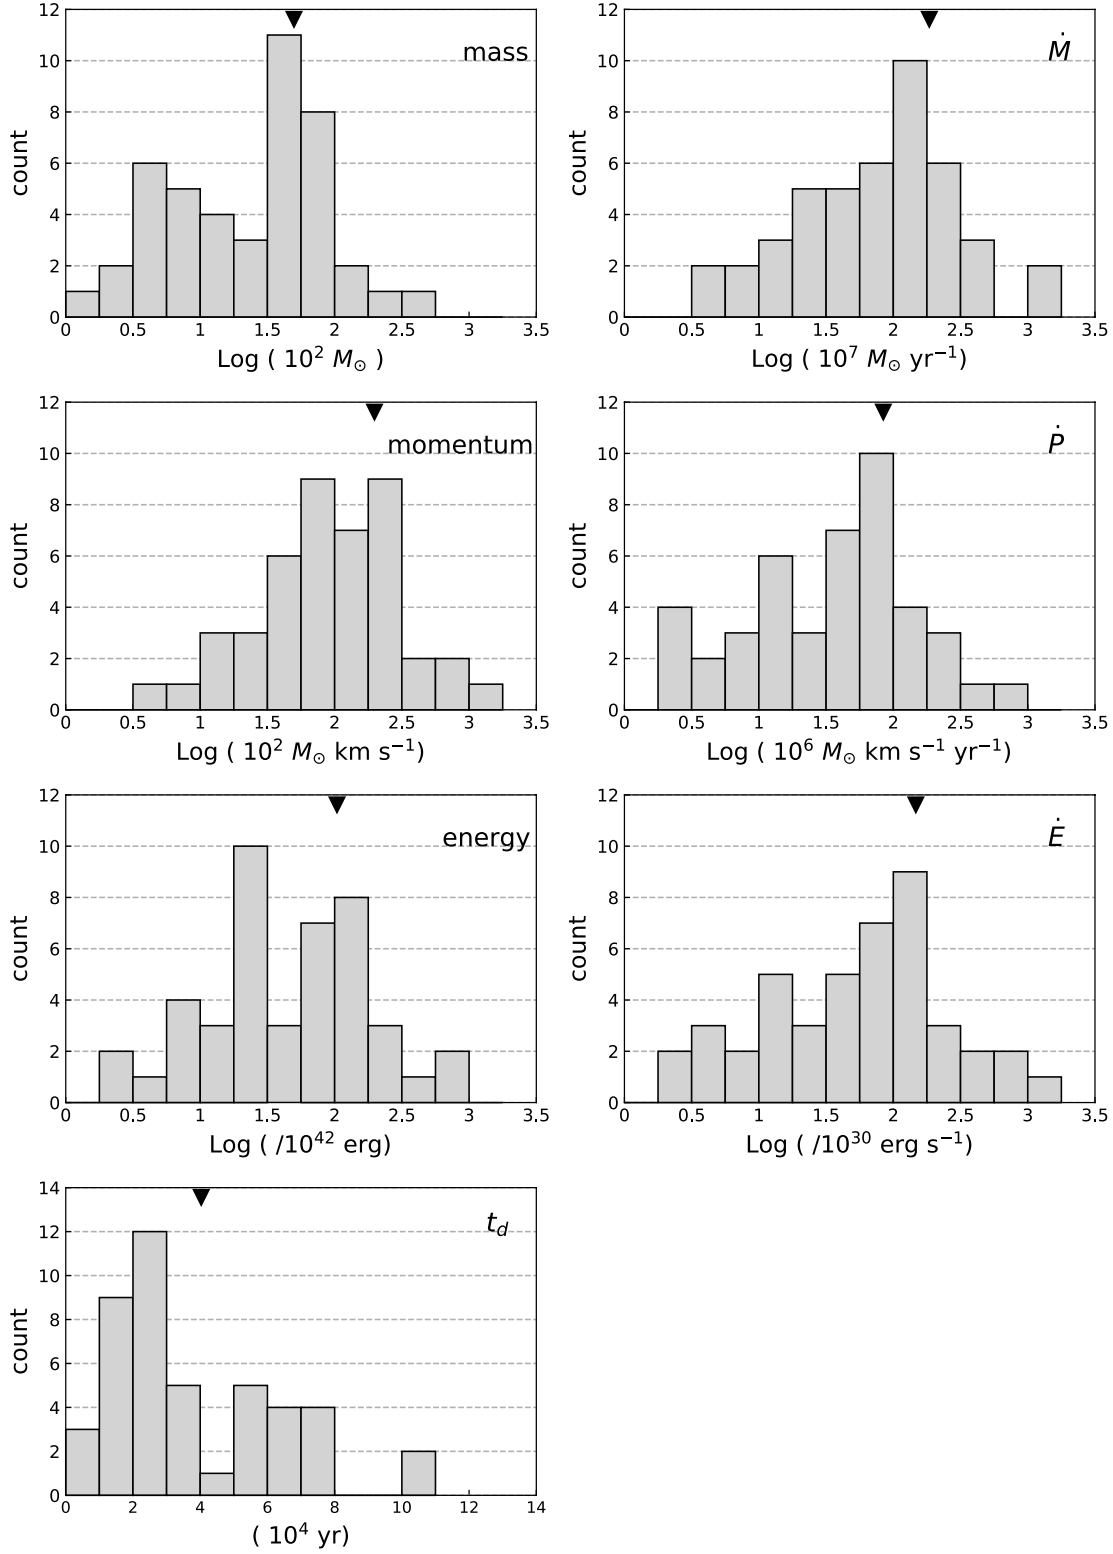 12
10
8
6
4
2
0
count
mass
0 0.5 1 1.5 2 2.5 3 3.5
Log ( 10² M⊙ )
12
10
8
6
4
2
0
count
Ṁ
0 0.5 1 1.5 2 2.5 3 3.5
Log ( 10⁷ M⊙ yr⁻¹)
12
10
8
6
4
2
0
count
momentum
0 0.5 1 1.5 2 2.5 3 3.5
Log ( 10² M⊙ km s⁻¹)
12
10
8
6
4
2
0
count
Ṗ
0 0.5 1 1.5 2 2.5 3 3.5
Log ( 10⁶ M⊙ km s⁻¹ yr⁻¹)
12
10
8
6
4
2
0
count
energy
0 0.5 1 1.5 2 2.5 3 3.5
Log ( /10⁴² erg)
12
10
8
6
4
2
0
count
Ė
0 0.5 1 1.5 2 2.5 3 3.5
Log ( /10³⁰ erg s⁻¹)
14
12
10
8
6
4
2
0
count
t_d
0 2 4 6 8 10 12 14
( 10⁴ yr)